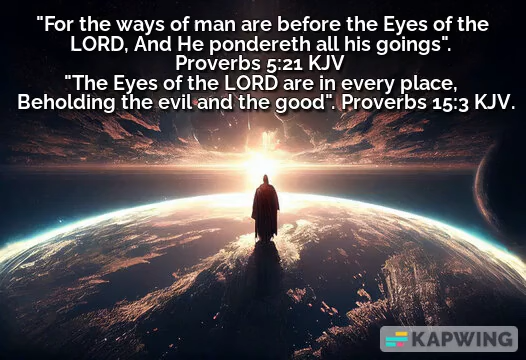 "For the ways of man are before the Eyes of the
LORD, And He pondereth all his goings".
Proverbs 5:21 KJV
"The Eyes of the LORD are in every place,
Beholding the evil and the good". Proverbs 15:3 KJV.
KAPWING